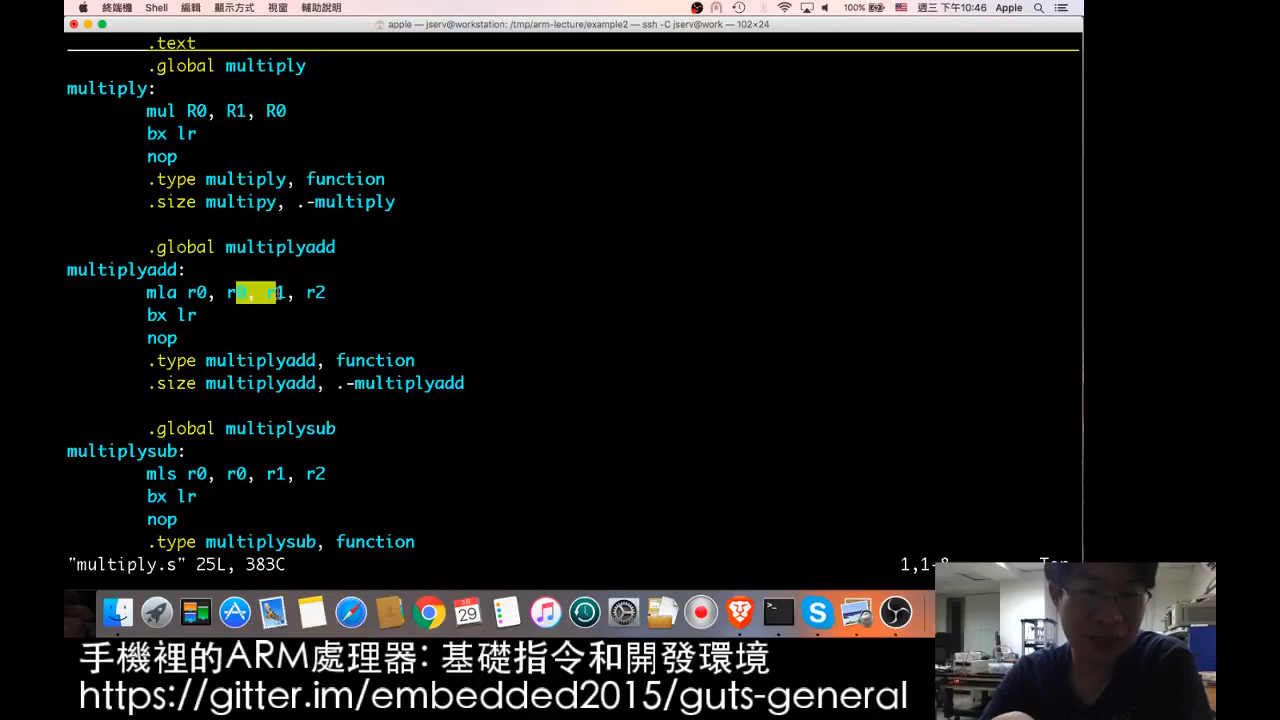 Shell 編輯 顯示方式 視窗 輔助說明 100% 週三 下午10:46 Apple
apple — jserv@workstation: /tmp/arm-lecture/example2 — ssh -C jserv@work — 102×24
.text
.global multiply
multiply:
mul R0, R1, R0
bx lr
nop
.type multiply, function
.size multipy, .-multiply
.global multiplyadd
multiplyadd:
mla r0, r0, r1, r2
bx lr
nop
.type multiplyadd, function
.size multiplyadd, .-multiplyadd
.global multiplysub
multiplysub:
mls r0, r0, r1, r2
bx lr
nop
.type multiplysub, function
"multiply.s" 25L, 383C 1,1-8
29
手機裡的ARM處理器: 基礎指令和開發環境
https://gitter.im/embedded2015/guts-general